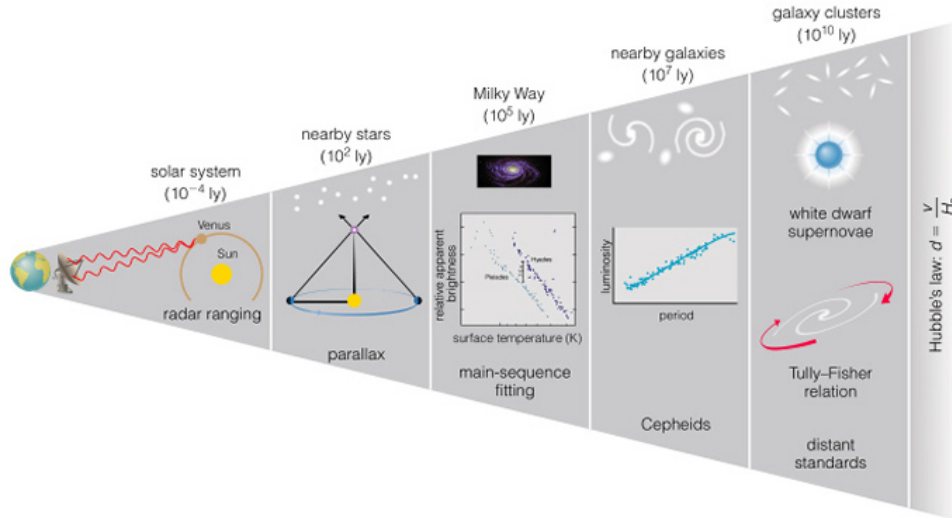 solar system
(10⁻⁴ ly)
Venus
Sun
radar ranging
nearby stars
(10² ly)
parallax
Milky Way
(10⁵ ly)
relative apparent
brightness
Pleiades
Hyades
surface temperature (K)
main-sequence
fitting
nearby galaxies
(10⁷ ly)
luminosity
period
Cepheids
galaxy clusters
(10¹⁰ ly)
white dwarf
supernovae
Tully–Fisher
relation
distant
standards
Hubble's law: d = v/H